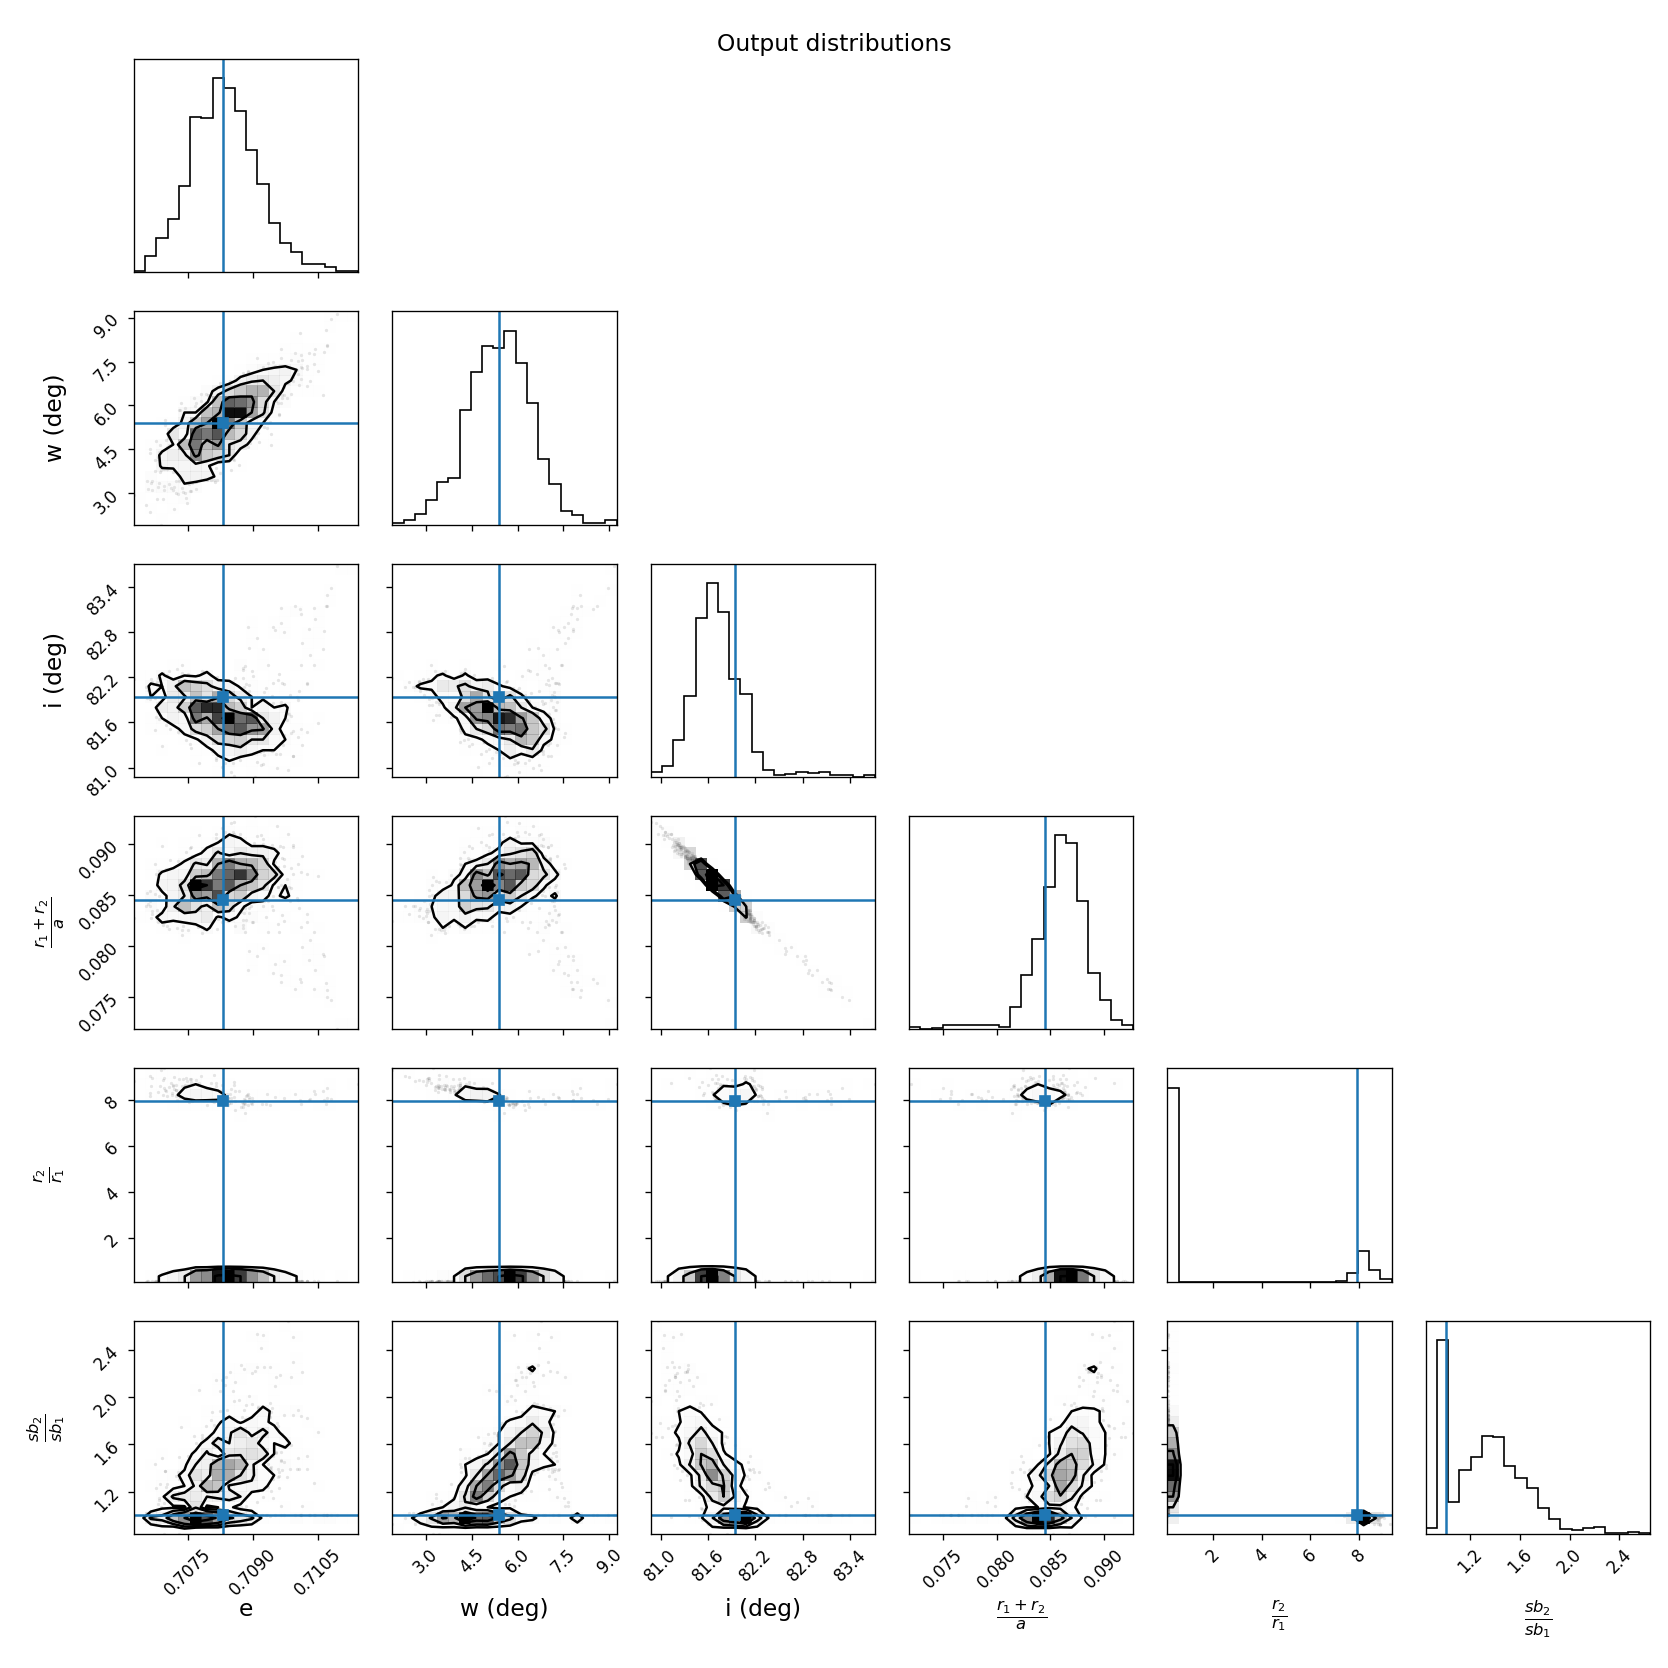 Output distributions
9.0
7.5
6.0
4.5
3.0
w (deg)
83.4
82.8
82.2
81.6
81.0
i (deg)
0.090
0.085
0.080
0.075
r₁ + r₂
a
8
6
4
2
r₂
r₁
2.4
2.0
1.6
1.2
sb₂
sb₁
0.7075 0.7090 0.7105
3.0 4.5 6.0 7.5 9.0
81.0 81.6 82.2 82.8 83.4
0.075 0.080 0.085 0.090
2 4 6 8
1.2 1.6 2.0 2.4
e
w (deg)
i (deg)
r₁ + r₂
a
r₂
r₁
sb₂
sb₁